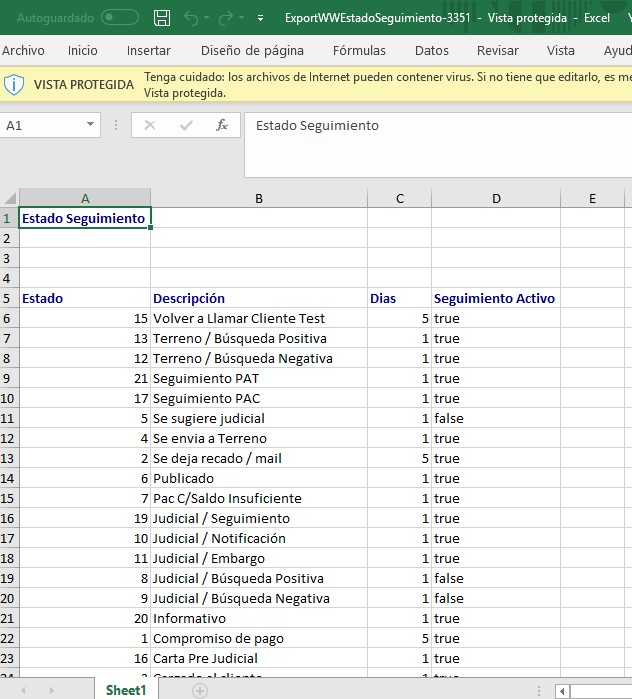 Autoguardado ExportWWEstadoSeguimiento-3351 - Vista protegida - Excel
Archivo Inicio Insertar Diseño de página Fórmulas Datos Revisar Vista Ayud
VISTA PROTEGIDA Tenga cuidado: los archivos de Internet pueden contener virus. Si no tiene que editarlo, es me
Vista protegida.
A1 fx Estado Seguimiento
A B C D E
1 Estado Seguimiento
2
3
4
5 Estado Descripción Dias Seguimiento Activo
6 15 Volver a Llamar Cliente Test 5 true
7 13 Terreno / Búsqueda Positiva 1 true
8 12 Terreno / Búsqueda Negativa 1 true
9 21 Seguimiento PAT 1 true
10 17 Seguimiento PAC 1 true
11 5 Se sugiere judicial 1 false
12 4 Se envia a Terreno 1 true
13 2 Se deja recado / mail 5 true
14 6 Publicado 1 true
15 7 Pac C/Saldo Insuficiente 1 true
16 19 Judicial / Seguimiento 1 true
17 10 Judicial / Notificación 1 true
18 11 Judicial / Embargo 1 true
19 8 Judicial / Búsqueda Positiva 1 false
20 9 Judicial / Búsqueda Negativa 1 false
21 20 Informativo 1 true
22 1 Compromiso de pago 5 true
23 16 Carta Pre Judicial 1 true
Sheet1